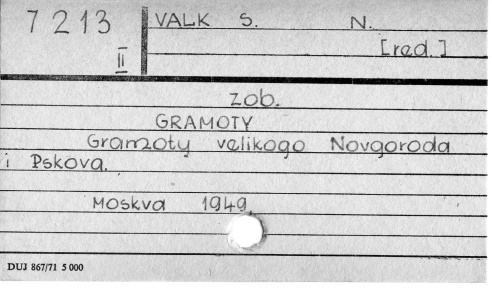 7213 VALK S. N.
II [red.]
zob.
GRAMOTY
Gramoty velikogo Novgoroda
i Pskova.
Moskva 1949.
DUJ 867/71 5 000